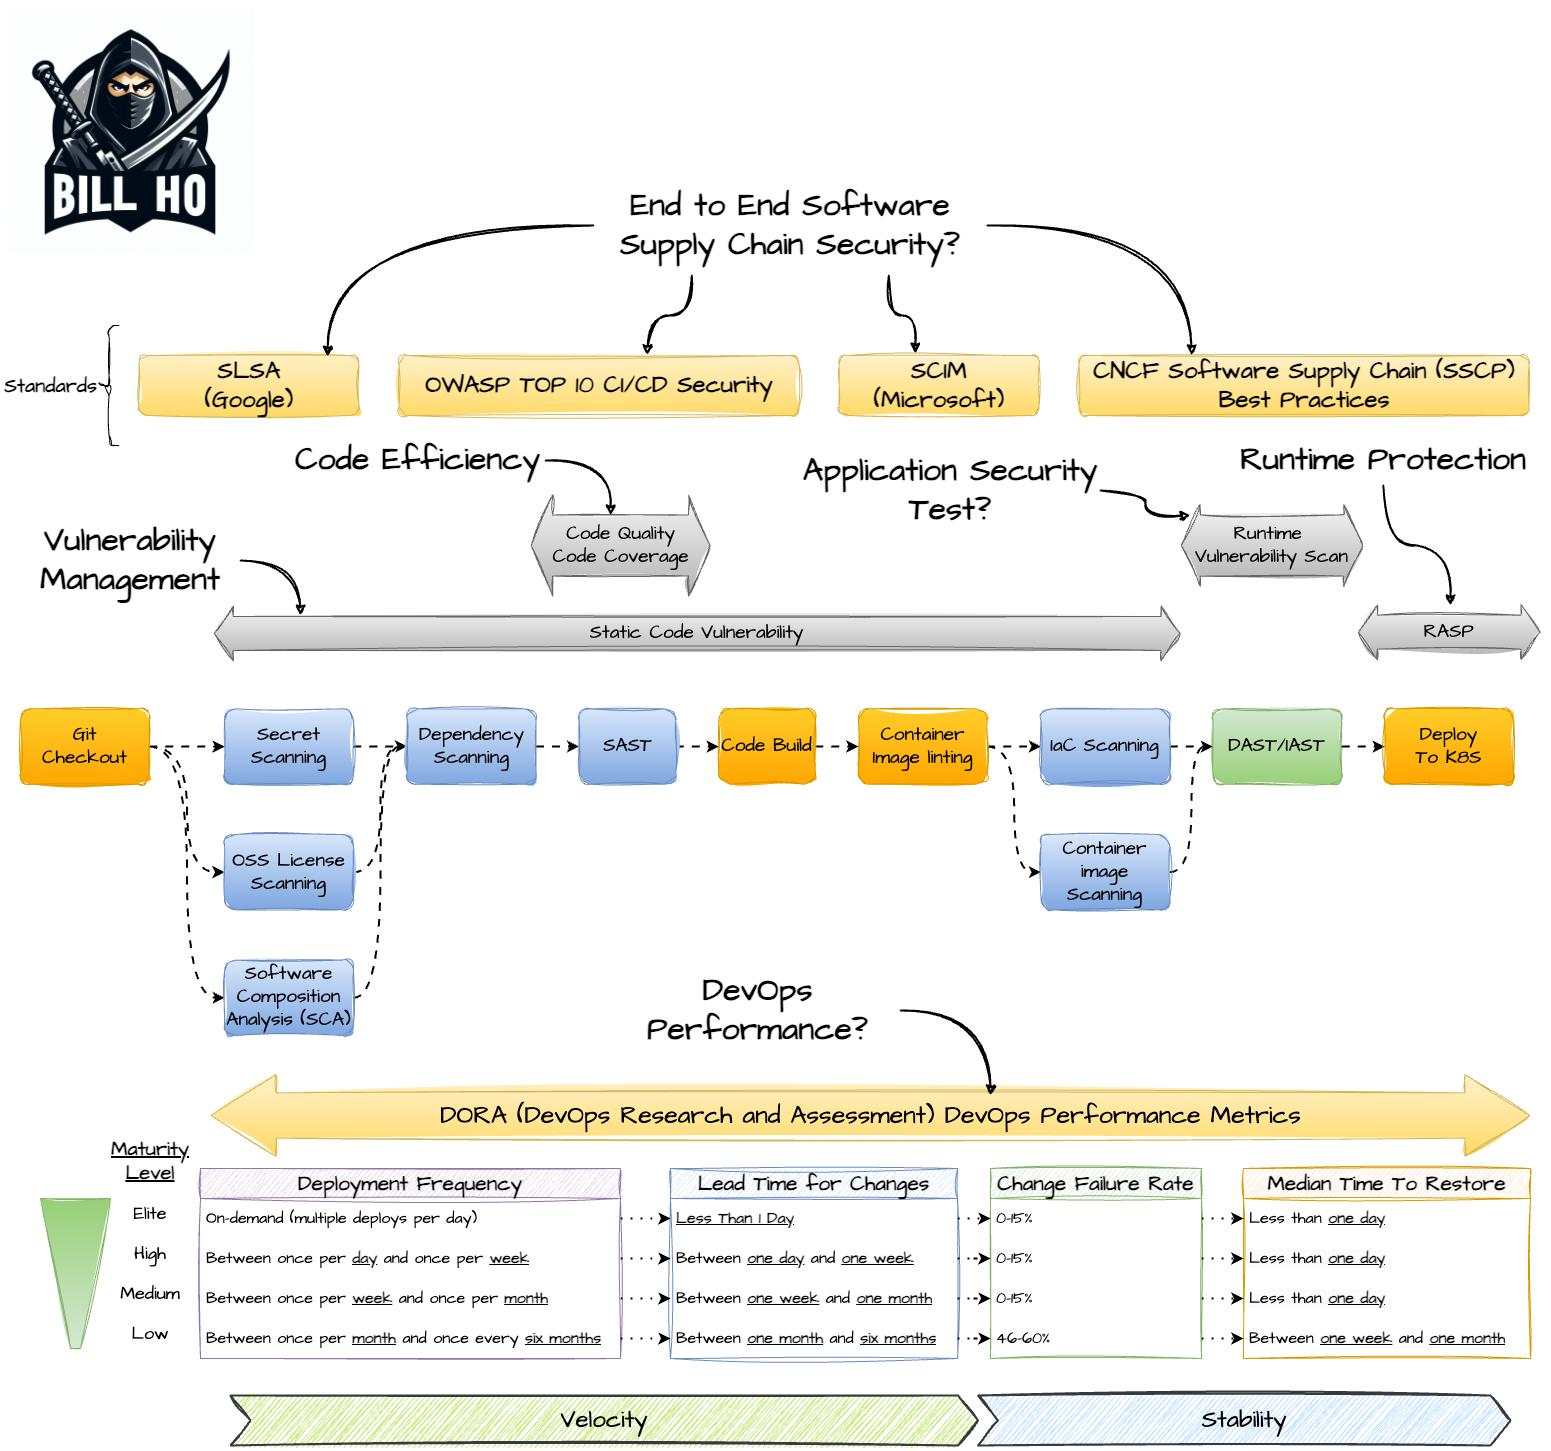 BILL HO
End to End Software
Supply Chain Security?
Standards
SLSA
(Google)
OWASP TOP 10 CI/CD Security
SCIM
(Microsoft)
CNCF Software Supply Chain (SSCP)
Best Practices
Code Efficiency
Application Security
Test?
Runtime Protection
Vulnerability
Management
Code Quality
Code Coverage
Runtime
Vulnerability Scan
Static Code Vulnerability
RASP
Git
Checkout
Secret
Scanning
Dependency
Scanning
SAST
Code Build
Container
Image linting
IaC Scanning
DAST/IAST
Deploy
To K8S
OSS License
Scanning
Container
image
Scanning
Software
Composition
Analysis (SCA)
DevOps
Performance?
DORA (DevOps Research and Assessment) DevOps Performance Metrics
Maturity
Level
Deployment Frequency
Lead Time for Changes
Change Failure Rate
Median Time To Restore
Elite
On-demand (multiple deploys per day)
Less Than 1 Day
0-15%
Less than one day
High
Between once per day and once per week
Between one day and one week
0-15%
Less than one day
Medium
Between once per week and once per month
Between one week and one month
0-15%
Less than one day
Low
Between once per month and once every six months
Between one month and six months
46-60%
Between one week and one month
Velocity
Stability